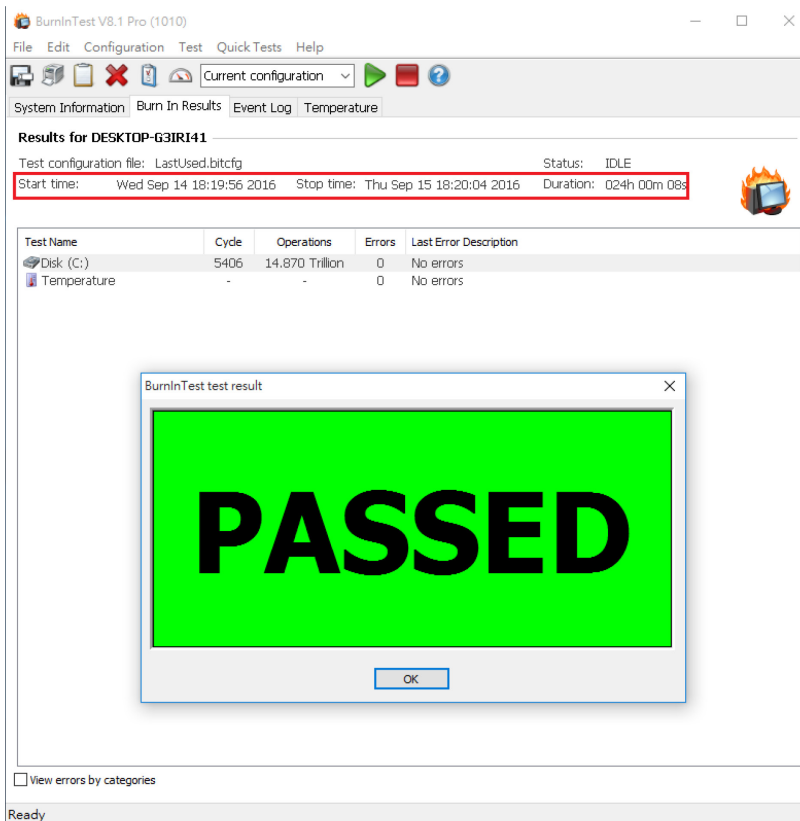 BurnInTest V8.1 Pro (1010)
File Edit Configuration Test Quick Tests Help
Current configuration
System Information Burn In Results Event Log Temperature
Results for DESKTOP-G3IRI41
Test configuration file: LastUsed.bitcfg Status: IDLE
Start time: Wed Sep 14 18:19:56 2016 Stop time: Thu Sep 15 18:20:04 2016 Duration: 024h 00m 08s
Test Name Cycle Operations Errors Last Error Description
Disk (C:) 5406 14.870 Trillion 0 No errors
Temperature - - 0 No errors
BurnInTest test result
PASSED
OK
View errors by categories
Ready